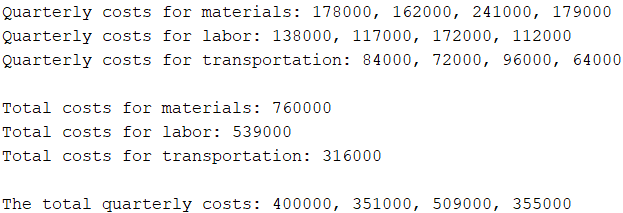 Quarterly costs for materials: 178000, 162000, 241000, 179000
Quarterly costs for labor: 138000, 117000, 172000, 112000
Quarterly costs for transportation: 84000, 72000, 96000, 64000
Total costs for materials: 760000
Total costs for labor: 539000
Total costs for transportation: 316000
The total quarterly costs: 400000, 351000, 509000, 355000